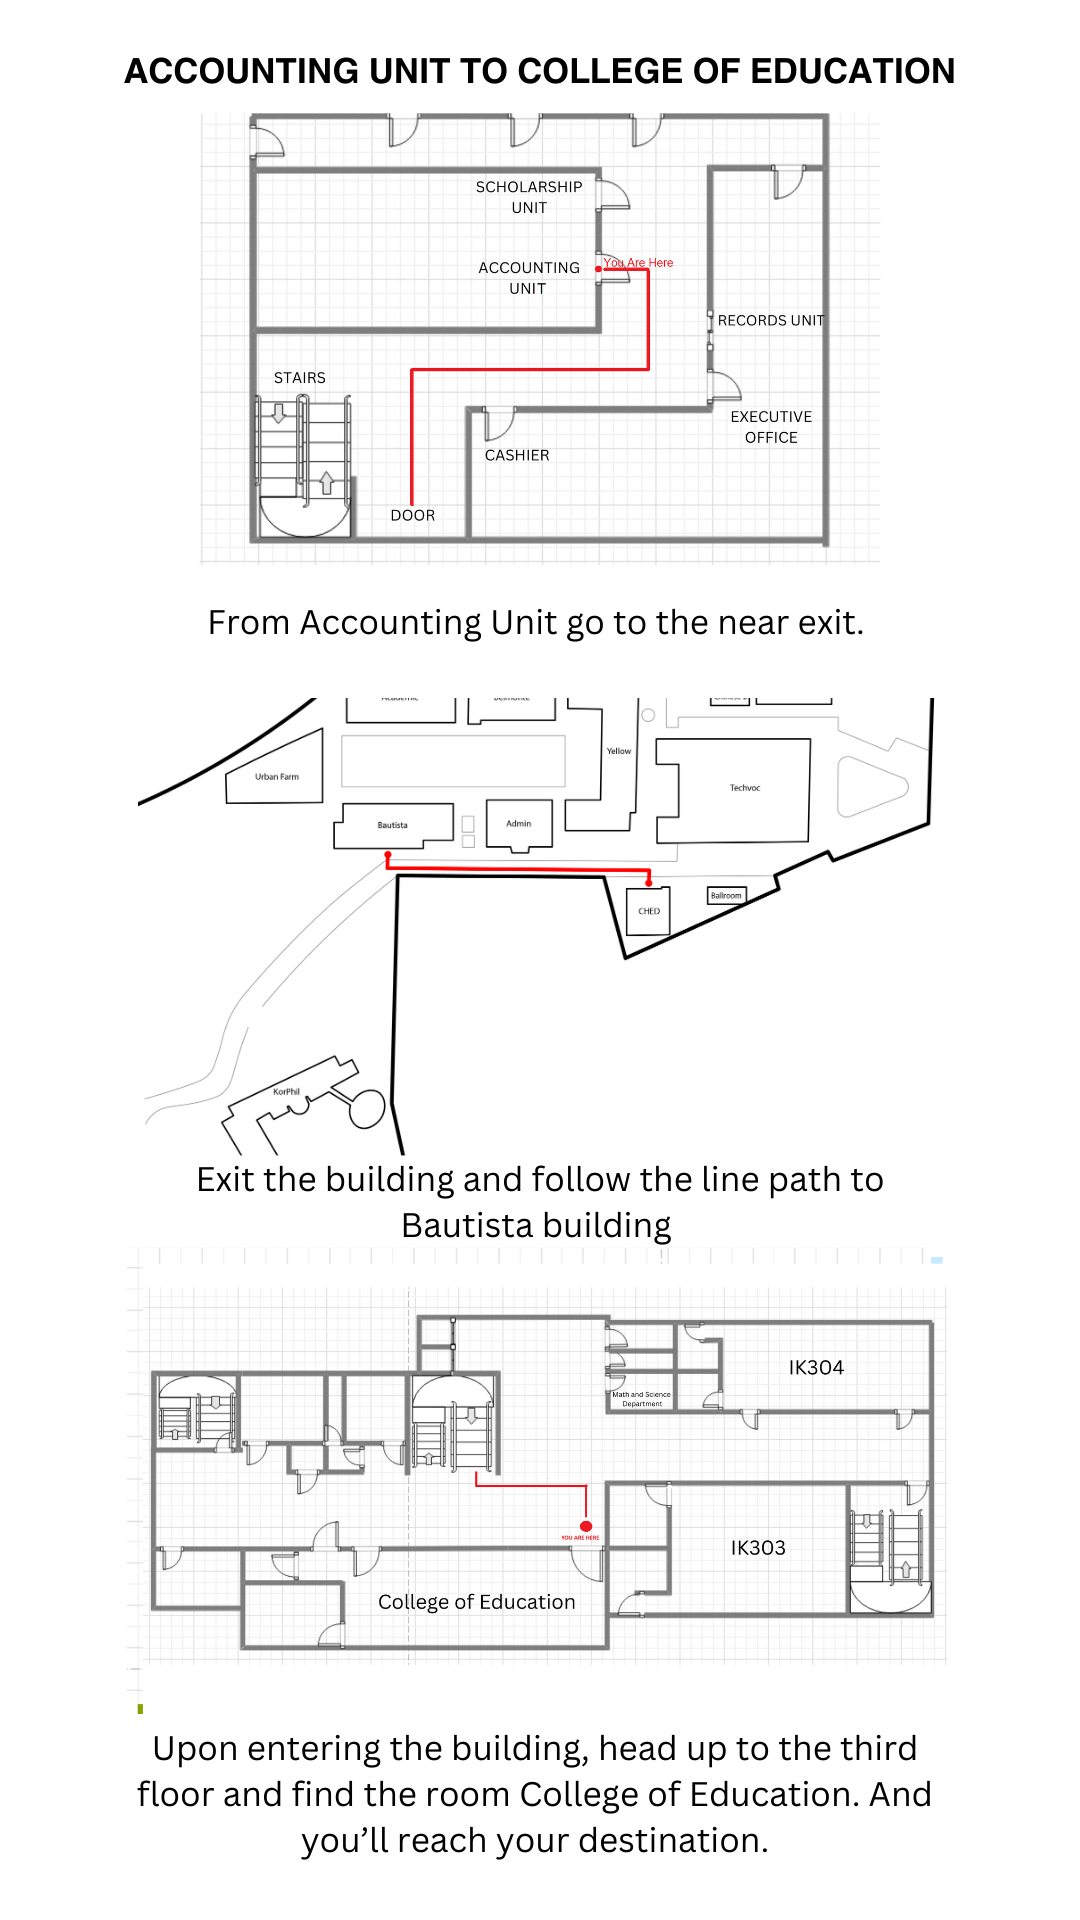 ACCOUNTING UNIT TO COLLEGE OF EDUCATION
SCHOLARSHIP
UNIT
ACCOUNTING
UNIT
You Are Here
RECORDS UNIT
STAIRS
EXECUTIVE
OFFICE
CASHIER
DOOR
From Accounting Unit go to the near exit.
Academic
Belmonte
Yellow
Urban Farm
Techvoc
Bautista
Admin
CHED
Ballroom
KorPhil
Exit the building and follow the line path to
Bautista building
IK304
Math and Science
Department
YOU ARE HERE
IK303
College of Education
Upon entering the building, head up to the third
floor and find the room College of Education. And
you'll reach your destination.